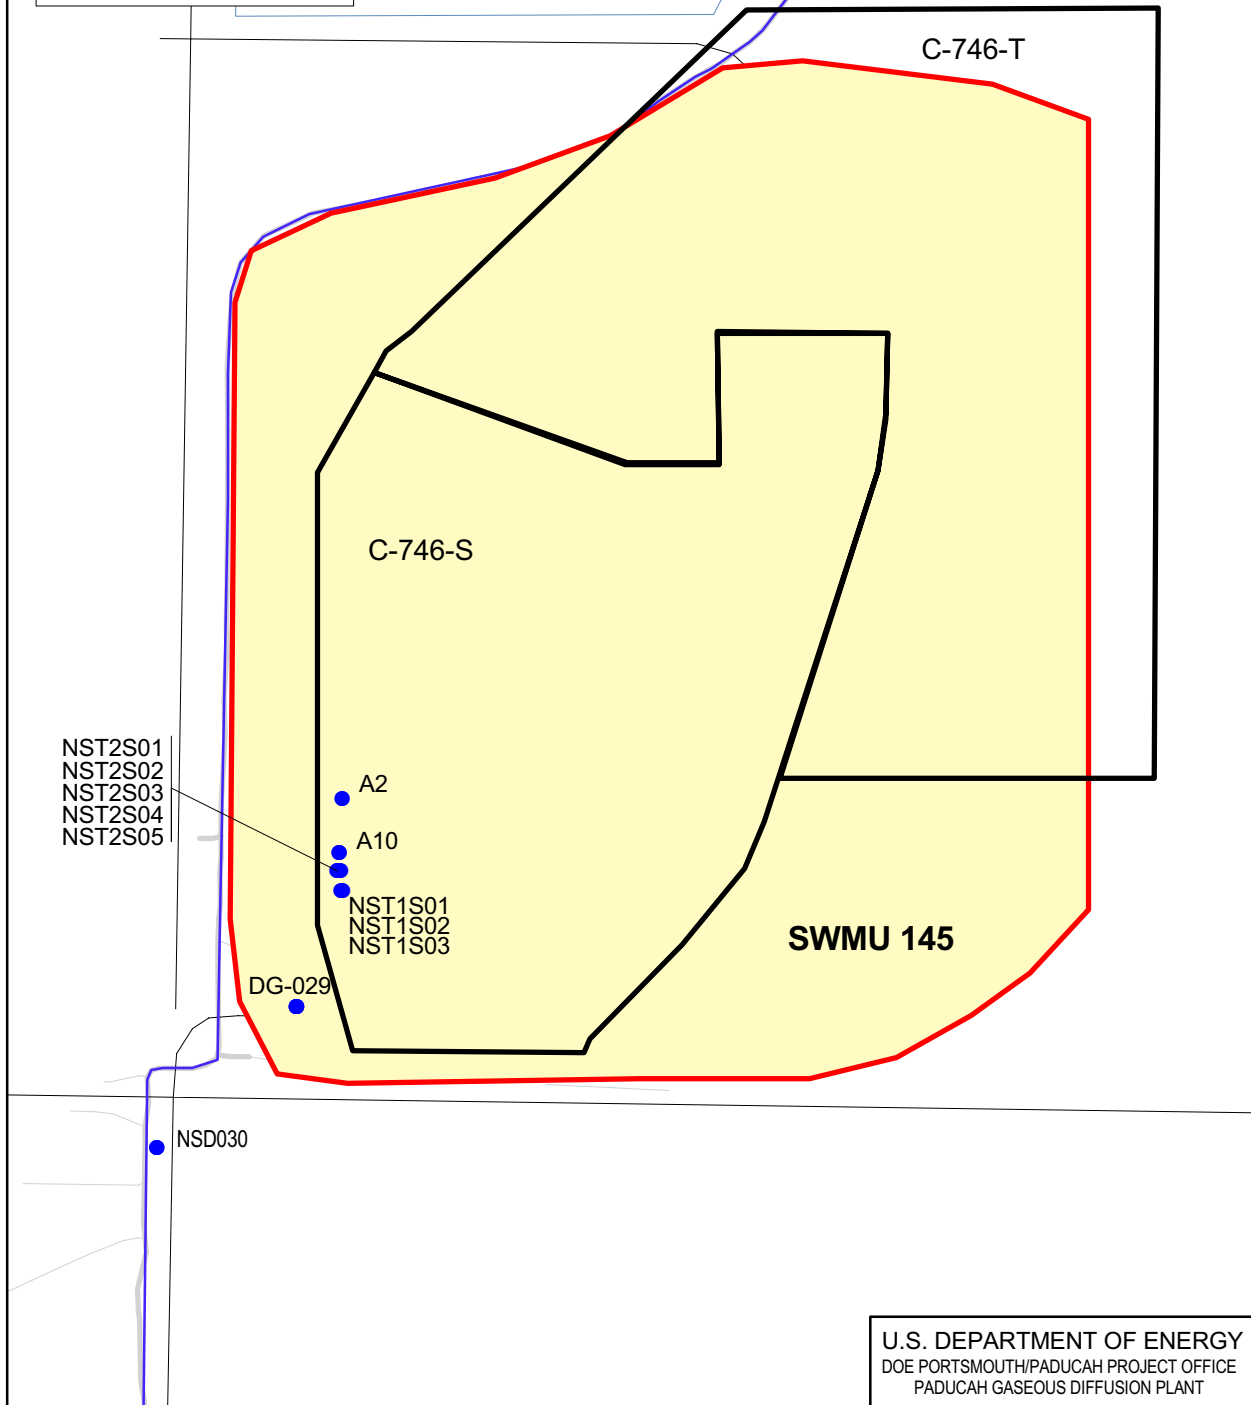 C-746-T
C-746-S
NST2S01
NST2S02
NST2S03
NST2S04
NST2S05
A2
A10
NST1S01
NST1S02
NST1S03
SWMU 145
DG-029
NSD030
U.S. DEPARTMENT OF ENERGY
DOE PORTSMOUTH/PADUCAH PROJECT OFFICE
PADUCAH GASEOUS DIFFUSION PLANT